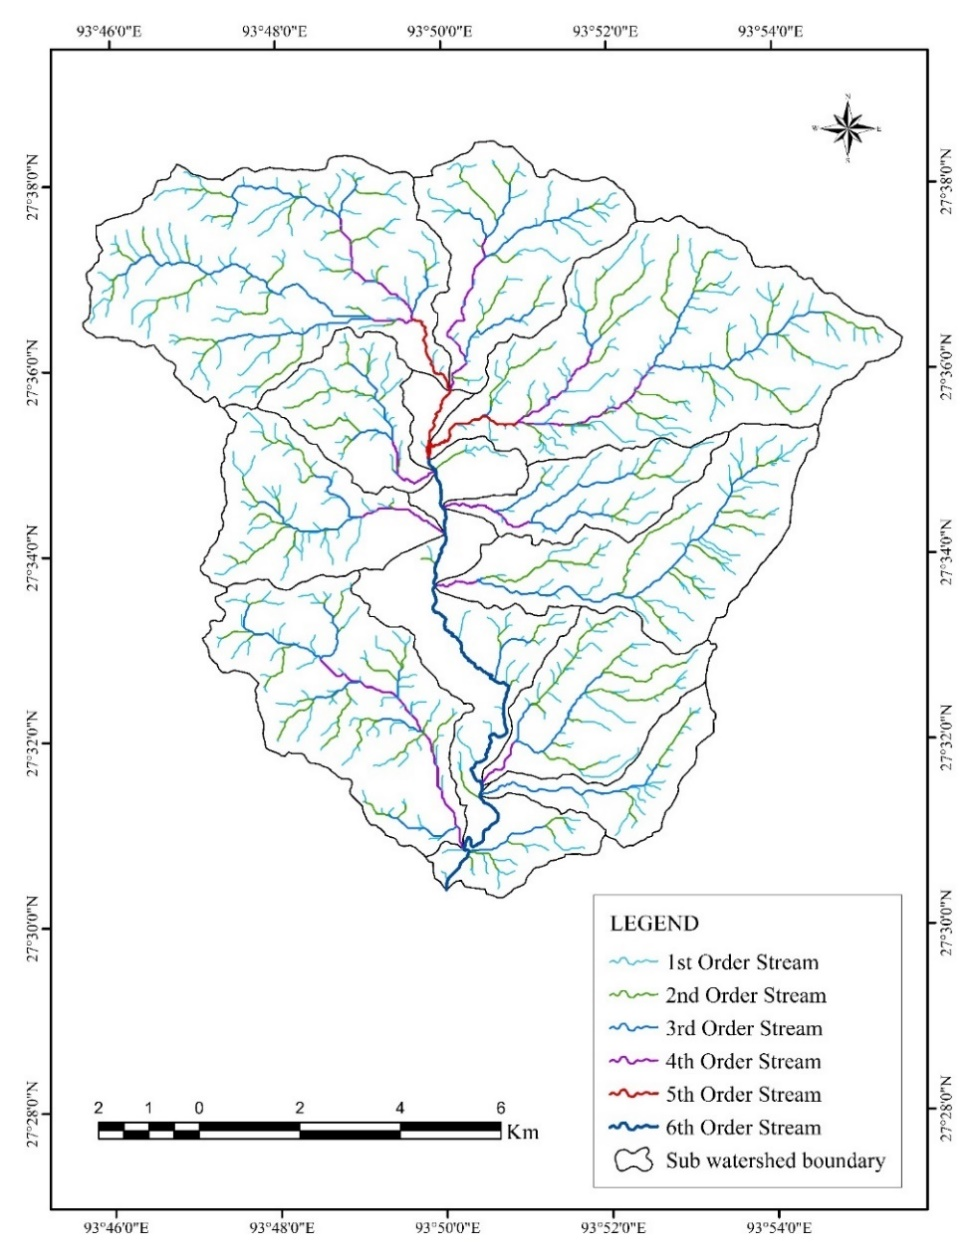 93°46'0"E 93°48'0"E 93°50'0"E 93°52'0"E 93°54'0"E
N
W E
S
27°38'0"N 27°38'0"N
27°36'0"N 27°36'0"N
27°34'0"N 27°34'0"N
27°32'0"N 27°32'0"N
27°30'0"N 27°30'0"N
27°28'0"N 27°28'0"N
LEGEND
1st Order Stream
2nd Order Stream
3rd Order Stream
4th Order Stream
5th Order Stream
6th Order Stream
Sub watershed boundary
2 1 0 2 4 6
Km
93°46'0"E 93°48'0"E 93°50'0"E 93°52'0"E 93°54'0"E